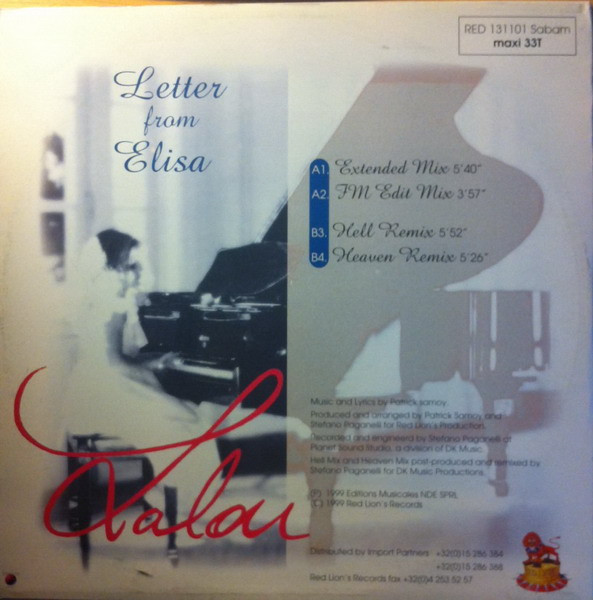 RED 131101 Sabam
maxi 33T
Letter
from
Elisa
A1. Extended Mix 5'40"
A2. FM Edit Mix 3'57"
B3. Hell Remix 5'52"
B4. Heaven Remix 5'26"
Music and Lyrics by Patrick samoy.
Produced and arranged by Patrick Samoy and
Stefano Paganelli for Red Lion's Production.
Recorded and engineerd by Stefano Paganelli at
Planet Sound Studio, a division of DK Music.
Hell Mix and Heaven Mix post-produced and remixed by
Stefano Paganelli for DK Music Productions.
Ⓟ 1999 Editions Musicales NDE SPRL
© 1999 Red Lion's Records
Lalou
Distributed by Import Partners +32(0)15 286 384
+32(0)15 286 388
Red Lion's Records fax +32(0)4 253 52 57